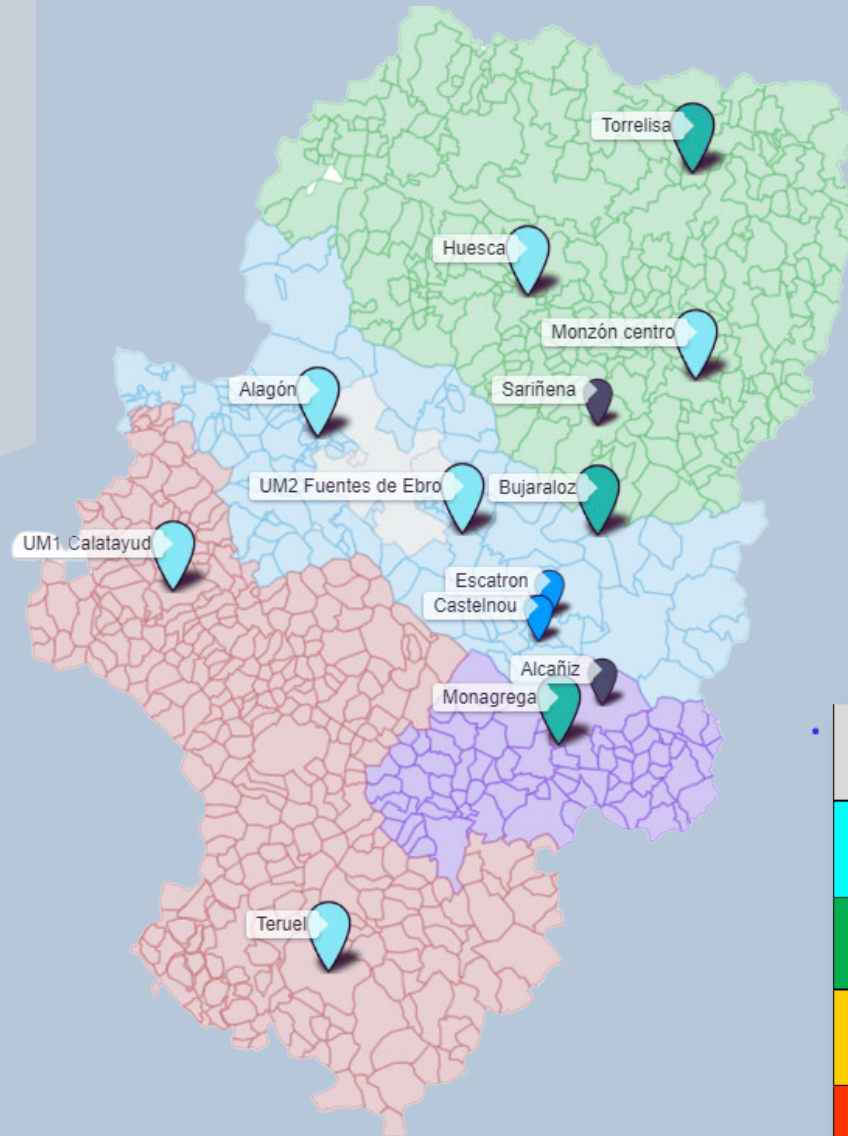 Torrelisa
Huesca
Monzón centro
Sariñena
Alagón
UM2 Fuentes de Ebro
Bujaraloz
UM1 Calatayud
Escatron
Castelnou
Alcañiz
Monagrega
Teruel